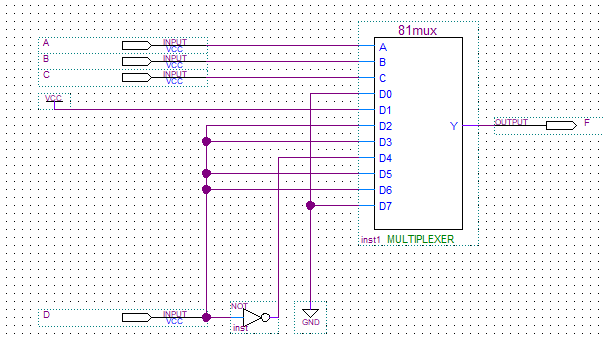 81mux
A INPUT VCC A
B INPUT VCC B
C INPUT VCC C
VCC D0
D1
D2 Y OUTPUT F
D3
D4
D5
D6
D7
inst1 MULTIPLEXER
NOT
D INPUT VCC
GND
inst